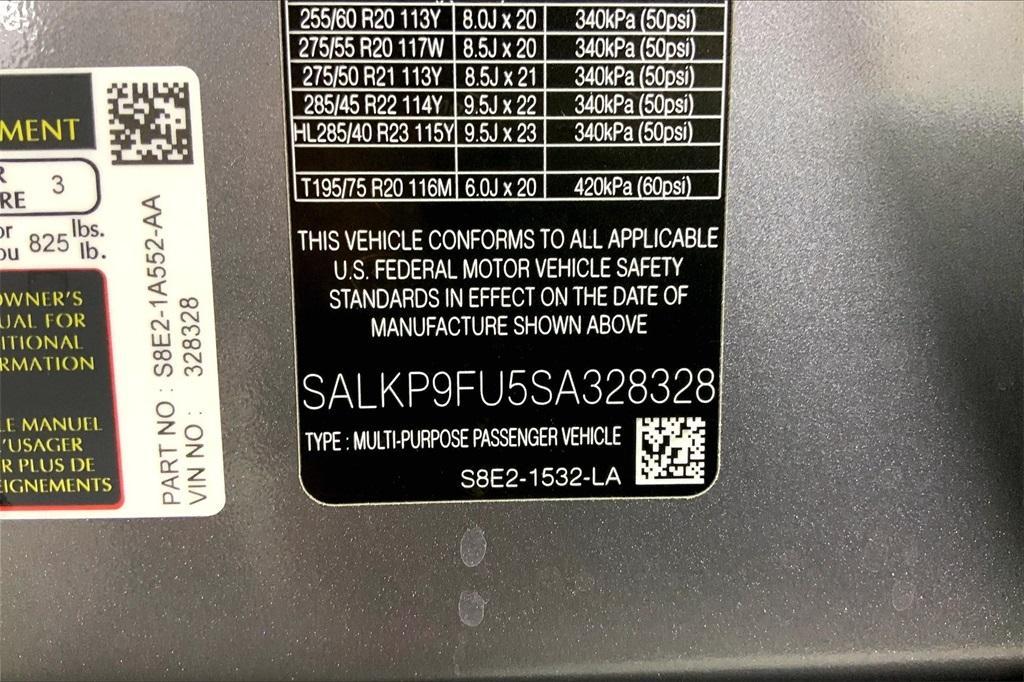 255/60 R20 113Y 8.0J x 20 340kPa (50psi)
275/55 R20 117W 8.5J x 20 340kPa (50psi)
275/50 R21 113Y 8.5J x 21 340kPa (50psi)
285/45 R22 114Y 9.5J x 22 340kPa (50psi)
HL285/40 R23 115Y 9.5J x 23 340kPa (50psi)
T195/75 R20 116M 6.0J x 20 420kPa (60psi)
THIS VEHICLE CONFORMS TO ALL APPLICABLE
U.S. FEDERAL MOTOR VEHICLE SAFETY
STANDARDS IN EFFECT ON THE DATE OF
MANUFACTURE SHOWN ABOVE
SALKP9FU5SA328328
TYPE : MULTI-PURPOSE PASSENGER VEHICLE
S8E2-1532-LA
MENT
R
RE 3
or
ou 825 lbs.
lb.
OWNER'S
UAL FOR
ITIONAL
RMATION
LE MANUEL
L'USAGER
R PLUS DE
EIGNEMENTS
PART NO : S8E2-1A552-AA
VIN NO : 328328